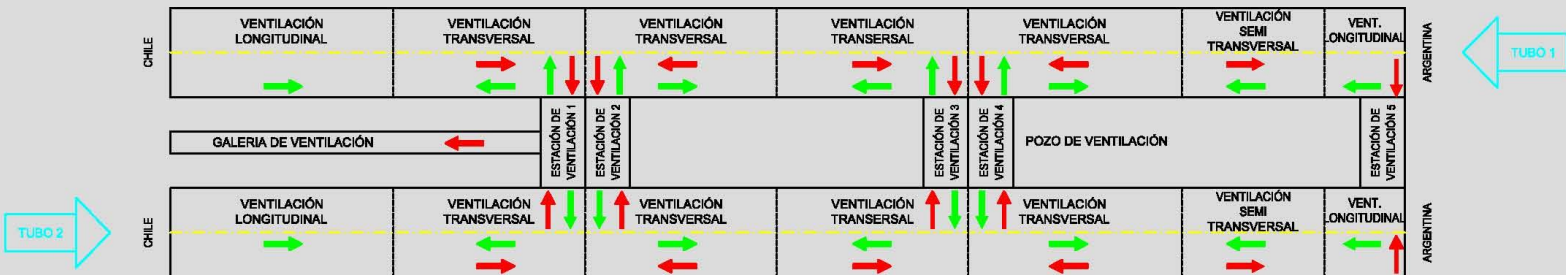 VENTILACIÓN
LONGITUDINAL
VENTILACIÓN
TRANSVERSAL
VENTILACIÓN
TRANSVERSAL
VENTILACIÓN
TRANSERSAL
VENTILACIÓN
TRANSVERSAL
VENTILACIÓN
SEMI
TRANSVERSAL
VENT.
LONGITUDINAL
CHILE
ARGENTINA
TUBO 1
GALERIA DE VENTILACIÓN
ESTACIÓN DE
VENTILACIÓN 1
ESTACIÓN DE
VENTILACIÓN 2
ESTACIÓN DE
VENTILACIÓN 3
ESTACIÓN DE
VENTILACIÓN 4
POZO DE VENTILACIÓN
ESTACIÓN DE
VENTILACIÓN 5
TUBO 2
CHILE
VENTILACIÓN
LONGITUDINAL
VENTILACIÓN
TRANSVERSAL
VENTILACIÓN
TRANSVERSAL
VENTILACIÓN
TRANSERSAL
VENTILACIÓN
TRANSVERSAL
VENTILACIÓN
SEMI
TRANSVERSAL
VENT.
LONGITUDINAL
ARGENTINA